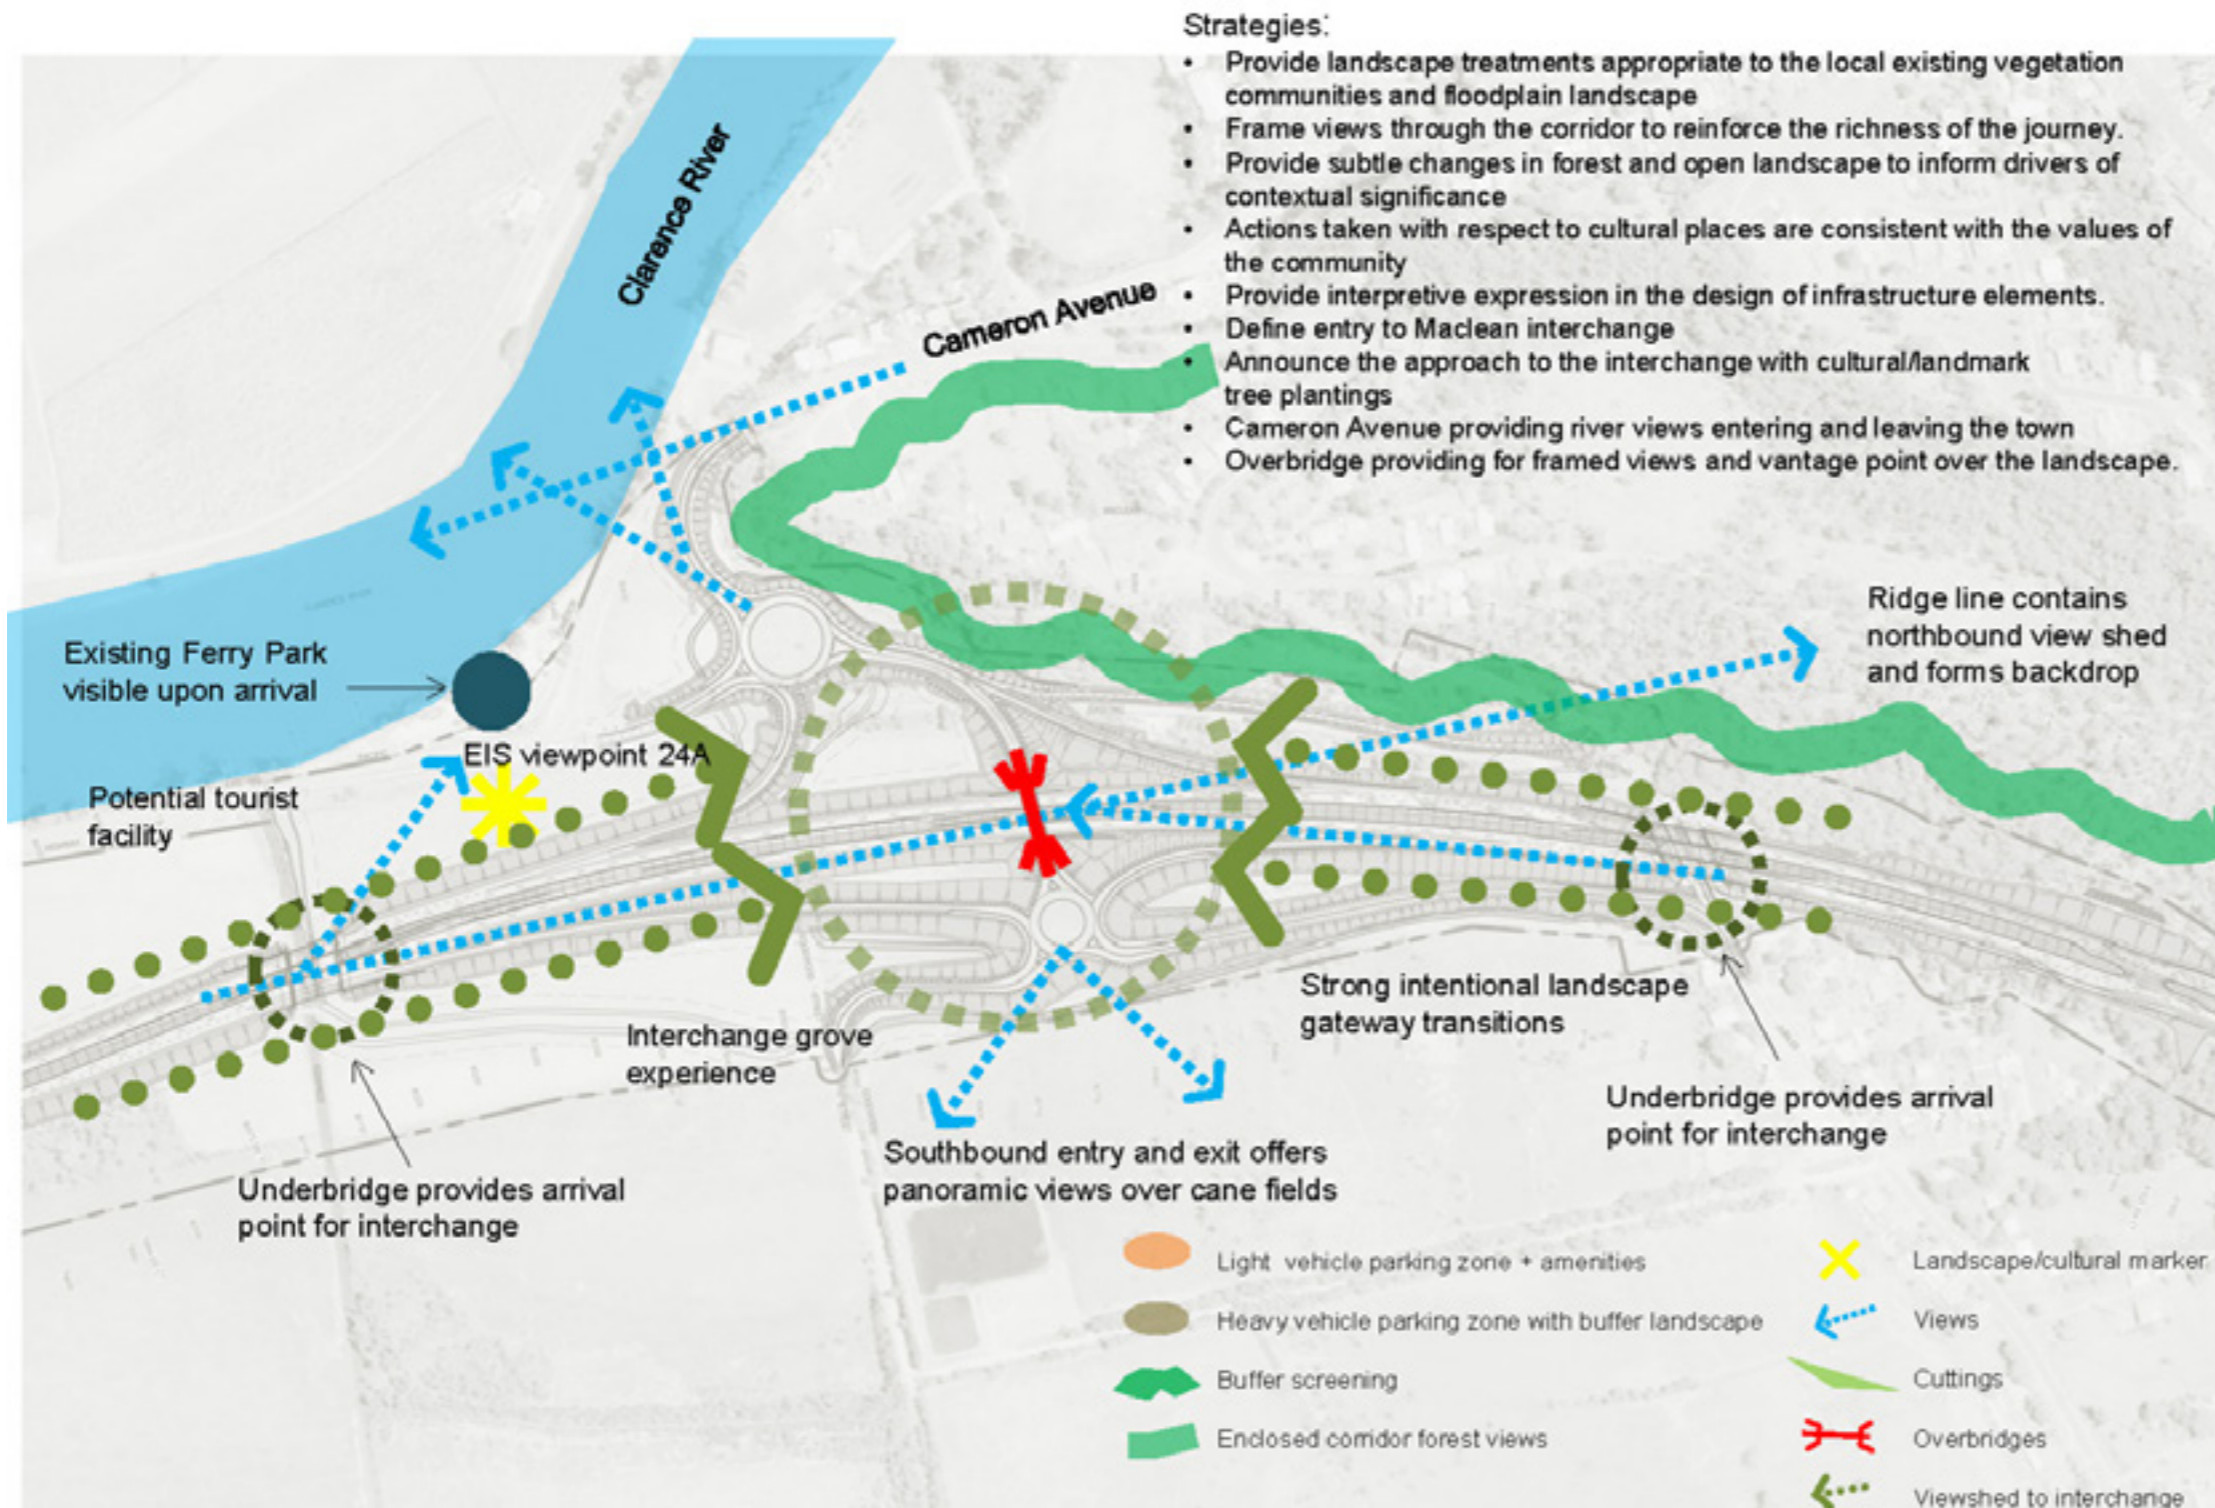 Strategies:
• Provide landscape treatments appropriate to the local existing vegetation
communities and floodplain landscape
• Frame views through the corridor to reinforce the richness of the journey.
• Provide subtle changes in forest and open landscape to inform drivers of
contextual significance
• Actions taken with respect to cultural places are consistent with the values of
the community
• Provide interpretive expression in the design of infrastructure elements.
• Define entry to Maclean interchange
• Announce the approach to the interchange with cultural/landmark
tree plantings
• Cameron Avenue providing river views entering and leaving the town
• Overbridge providing for framed views and vantage point over the landscape.
Clarence River
Cameron Avenue
Ridge line contains
northbound view shed
and forms backdrop
Existing Ferry Park
visible upon arrival
EIS viewpoint 24A
Potential tourist
facility
Strong intentional landscape
gateway transitions
Interchange grove
experience
Underbridge provides arrival
point for interchange
Southbound entry and exit offers
panoramic views over cane fields
Underbridge provides arrival
point for interchange
Light vehicle parking zone + amenities
Heavy vehicle parking zone with buffer landscape
Buffer screening
Enclosed corridor forest views
Landscape/cultural marker
Views
Cuttings
Overbridges
Viewshed to interchange